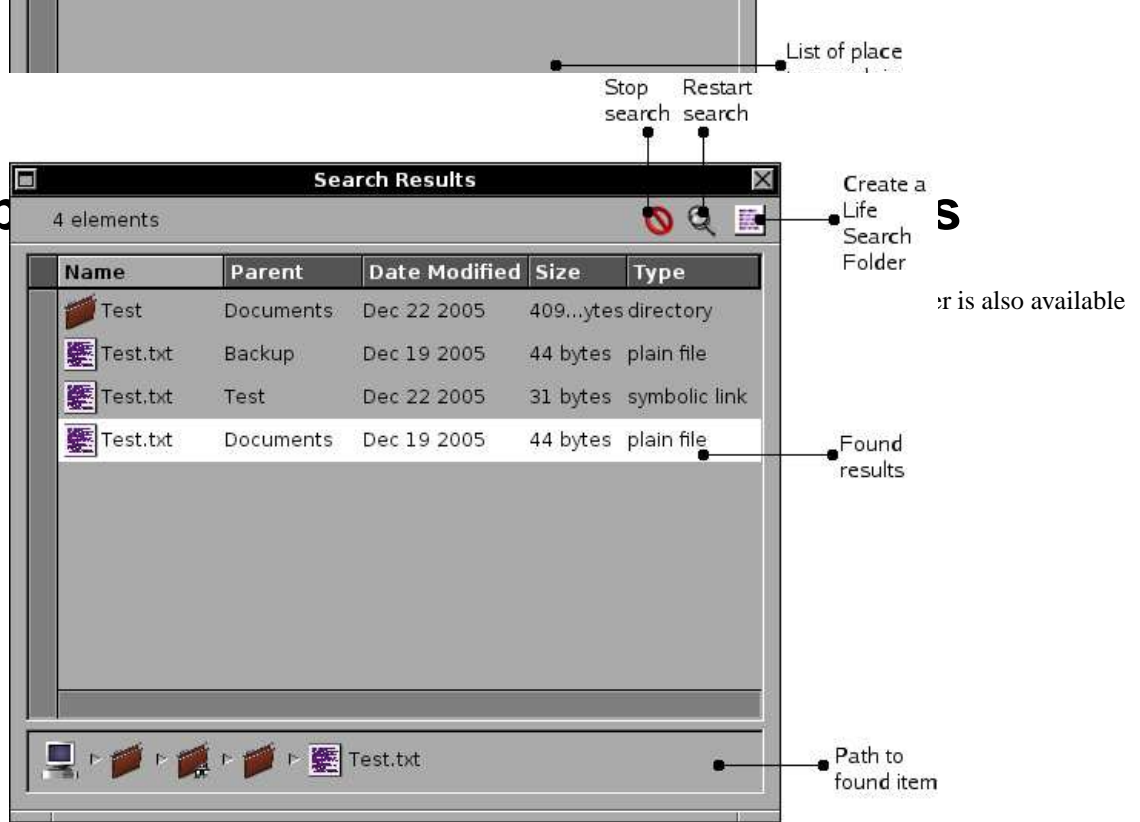 List of place
Stop Restart
search search
Search Results
4 elements
Create a
Life
Search
Folder
s
er is also available
Name Parent Date Modified Size Type
Test Documents Dec 22 2005 409...ytes directory
Test.txt Backup Dec 19 2005 44 bytes plain file
Test.txt Test Dec 22 2005 31 bytes symbolic link
Test.txt Documents Dec 19 2005 44 bytes plain file
Found
results
Test.txt
Path to
found item